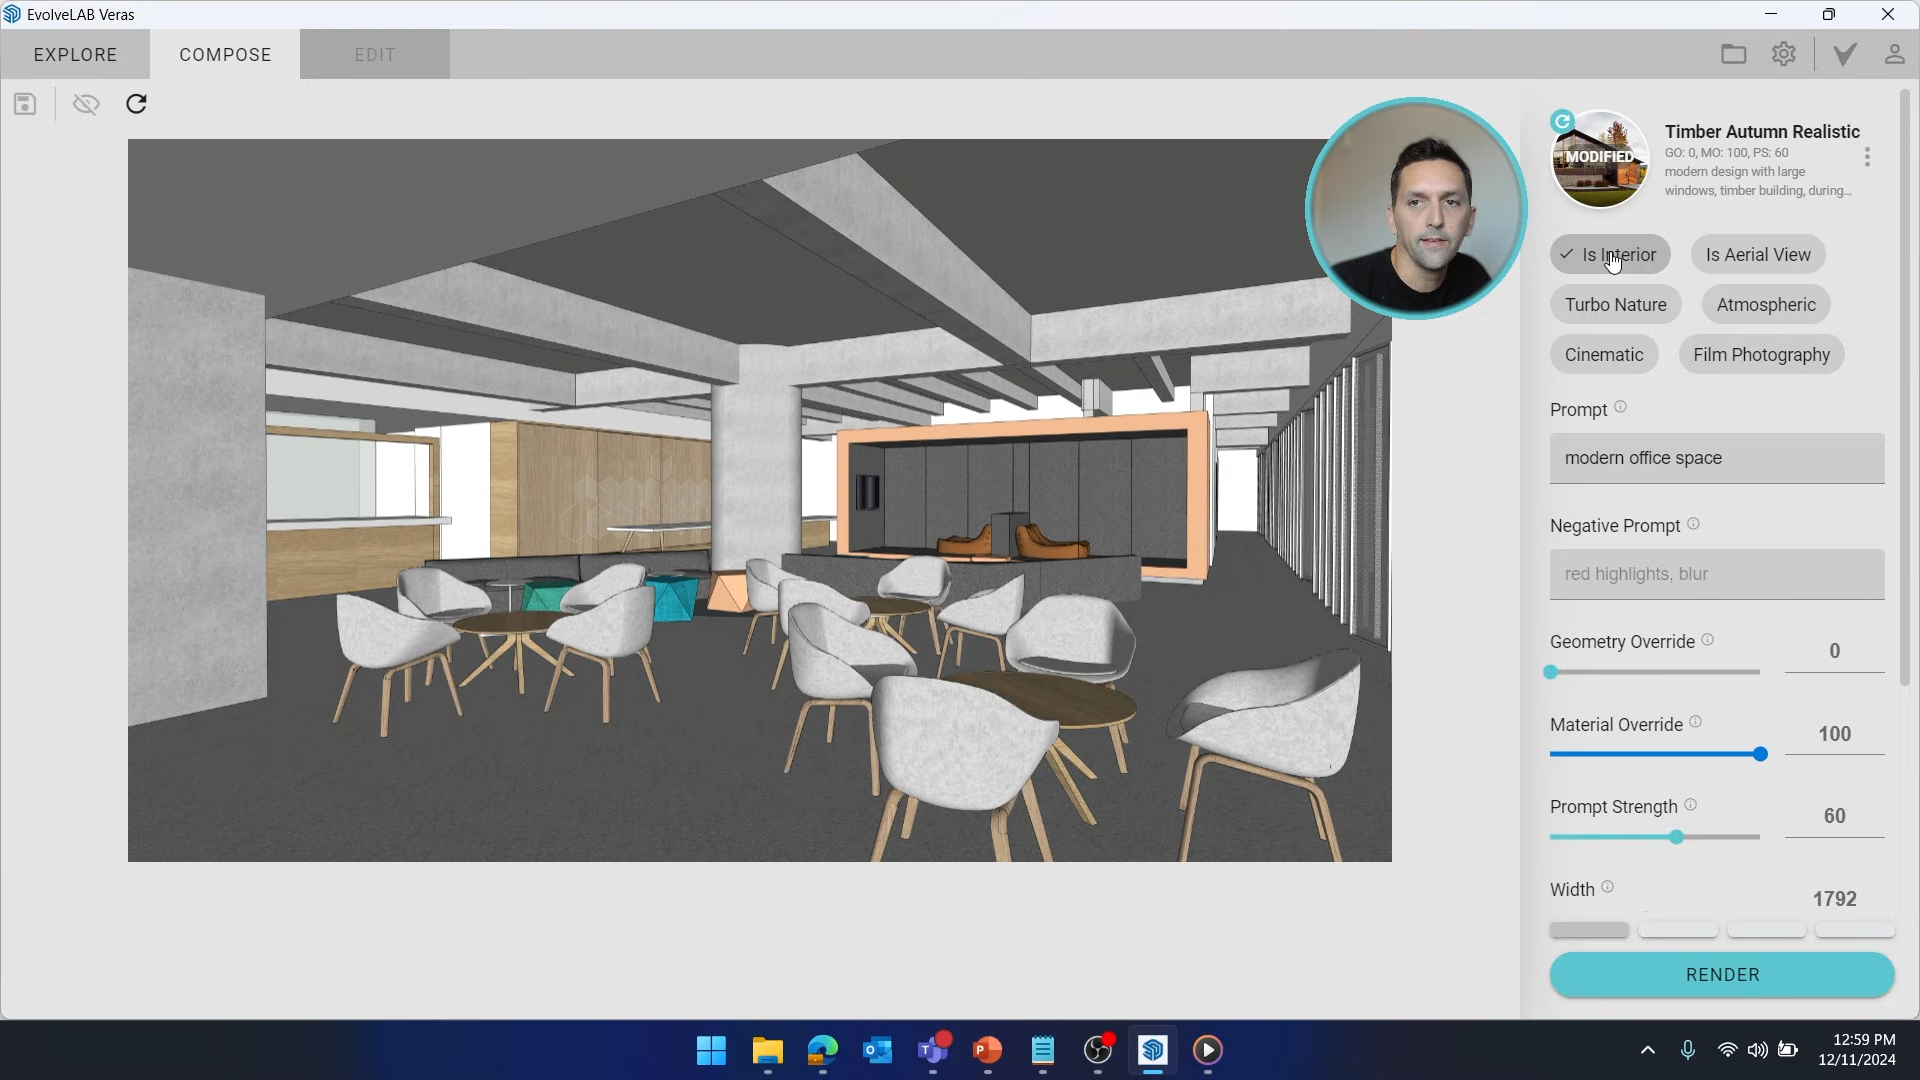 EvolveLAB Veras
EXPLORE
COMPOSE
EDIT
Timber Autumn Realistic
MODIFIED
GO: 0, MO: 100, PS: 60
modern design with large
windows, timber building, during...
Is Interior
Is Aerial View
Turbo Nature
Atmospheric
Cinematic
Film Photography
Prompt
modern office space
Negative Prompt
red highlights, blur
Geometry Override
0
Material Override
100
Prompt Strength
60
Width
1792
RENDER
12:59 PM
12/11/2024